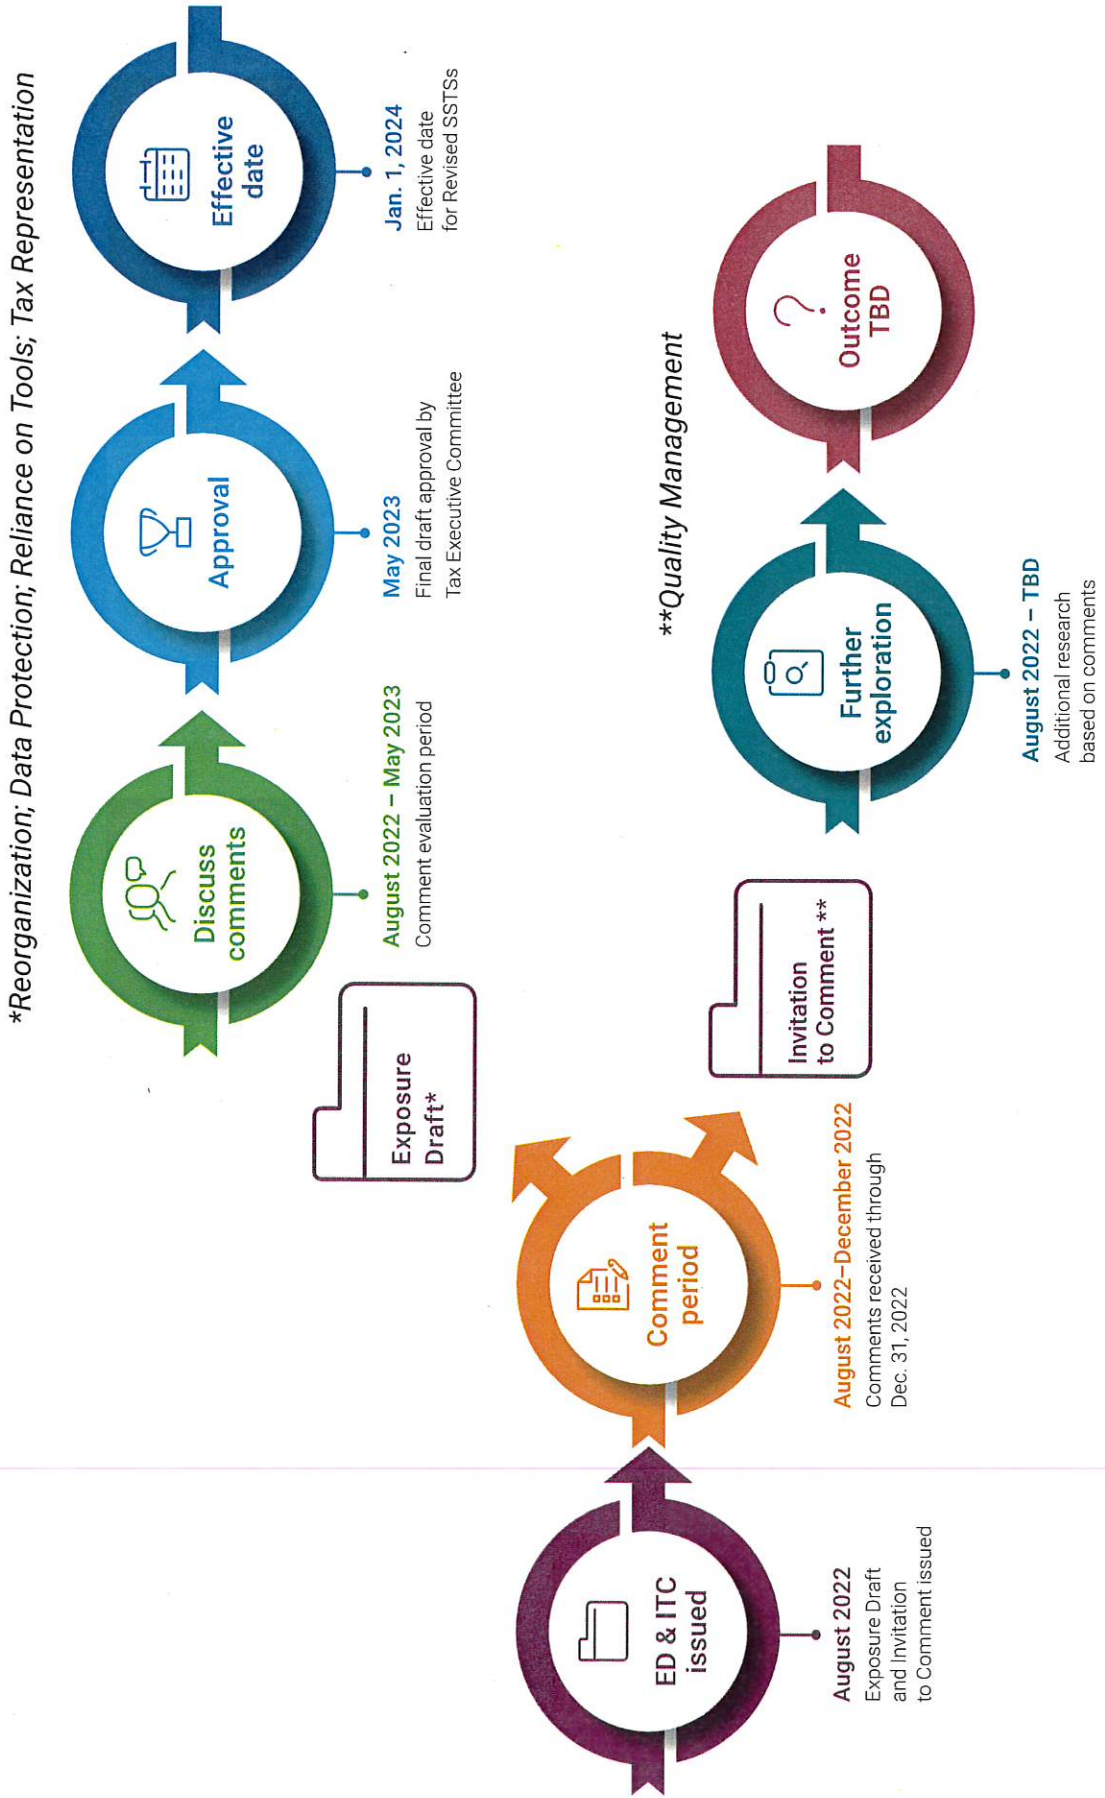 *Reorganization; Data Protection; Reliance on Tools; Tax Representation
ED & ITC
issued
August 2022
Exposure Draft
and Invitation
to Comment issued
Comment
period
August 2022–December 2022
Comments received through
Dec. 31, 2022
Exposure
Draft*
Discuss
comments
August 2022 – May 2023
Comment evaluation period
Approval
May 2023
Final draft approval by
Tax Executive Committee
Effective
date
Jan. 1, 2024
Effective date
for Revised SSTSs
**Quality Management
Invitation
to Comment **
Further
exploration
August 2022 – TBD
Additional research
based on comments
?
Outcome
TBD